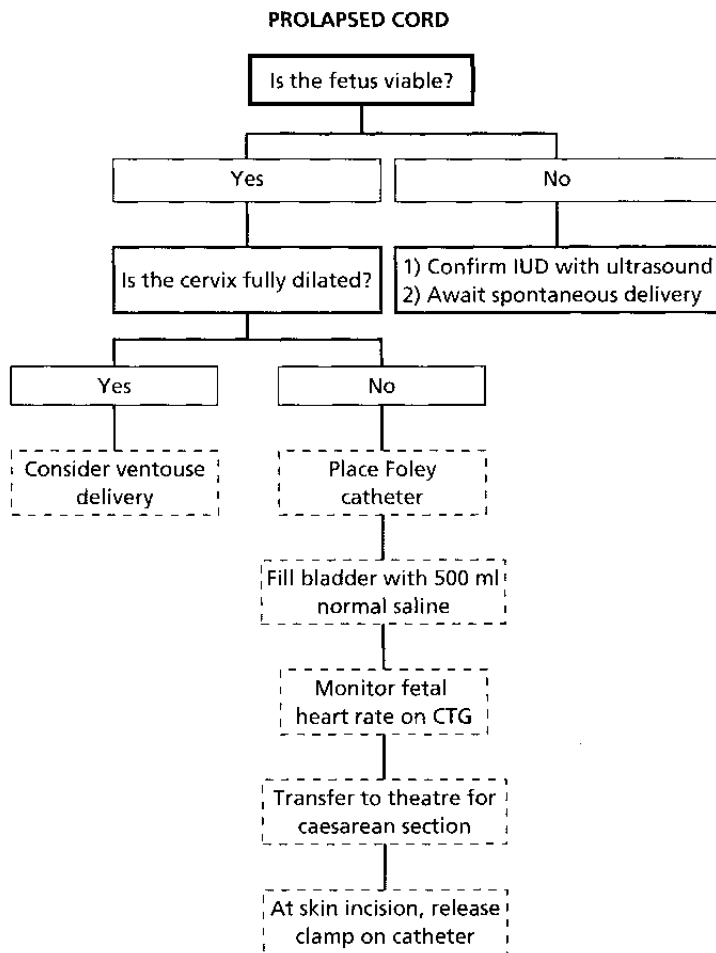 PROLAPSED CORD
Is the fetus viable?
Yes
No
Is the cervix fully dilated?
1) Confirm IUD with ultrasound
2) Await spontaneous delivery
Yes
No
Consider ventouse
delivery
Place Foley
catheter
Fill bladder with 500 ml
normal saline
Monitor fetal
heart rate on CTG
Transfer to theatre for
caesarean section
At skin incision, release
clamp on catheter